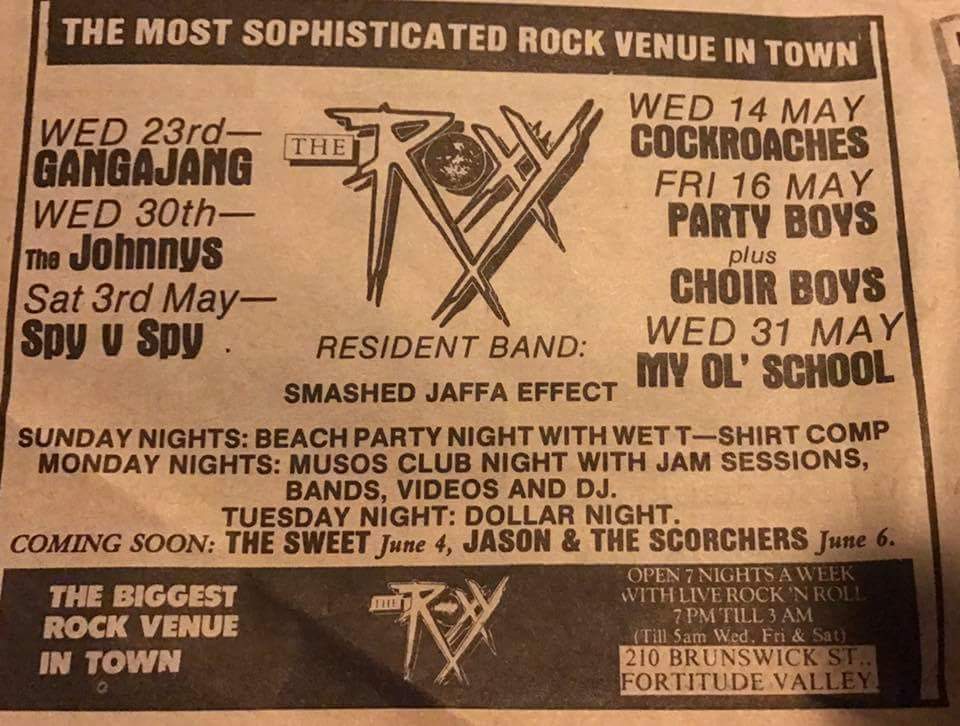 THE MOST SOPHISTICATED ROCK VENUE IN TOWN
WED 23rd—
GANGAJANG
WED 30th—
The Johnnys
Sat 3rd May—
Spy v Spy
THE ROXY
RESIDENT BAND:
SMASHED JAFFA EFFECT
WED 14 MAY
COCKROACHES
FRI 16 MAY
PARTY BOYS
plus
CHOIR BOYS
WED 31 MAY
MY OL' SCHOOL
SUNDAY NIGHTS: BEACH PARTY NIGHT WITH WET T—SHIRT COMP
MONDAY NIGHTS: MUSOS CLUB NIGHT WITH JAM SESSIONS,
BANDS, VIDEOS AND DJ.
TUESDAY NIGHT: DOLLAR NIGHT.
COMING SOON: THE SWEET June 4, JASON & THE SCORCHERS June 6.
THE BIGGEST
ROCK VENUE
IN TOWN
THE ROXY
OPEN 7 NIGHTS A WEEK
WITH LIVE ROCK 'N ROLL
7 PM TILL 3 AM
(Till 5am Wed, Fri & Sat)
210 BRUNSWICK ST.,
FORTITUDE VALLEY